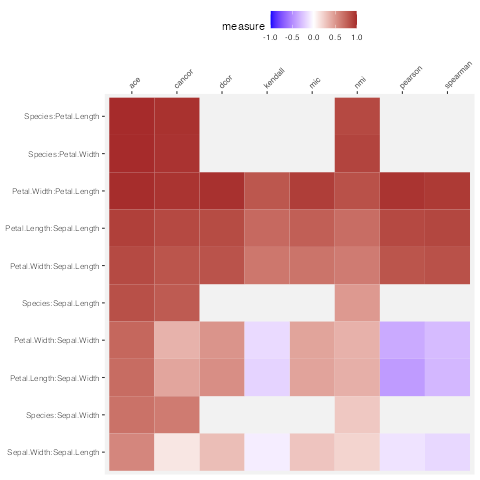 measure
-1.0 -0.5 0.0 0.5 1.0
ace cancor dcor kendall mic nmi pearson spearman
Species:Petal.Length
Species:Petal.Width
Petal.Width:Petal.Length
Petal.Length:Sepal.Length
Petal.Width:Sepal.Length
Species:Sepal.Length
Petal.Width:Sepal.Width
Petal.Length:Sepal.Width
Species:Sepal.Width
Sepal.Width:Sepal.Length